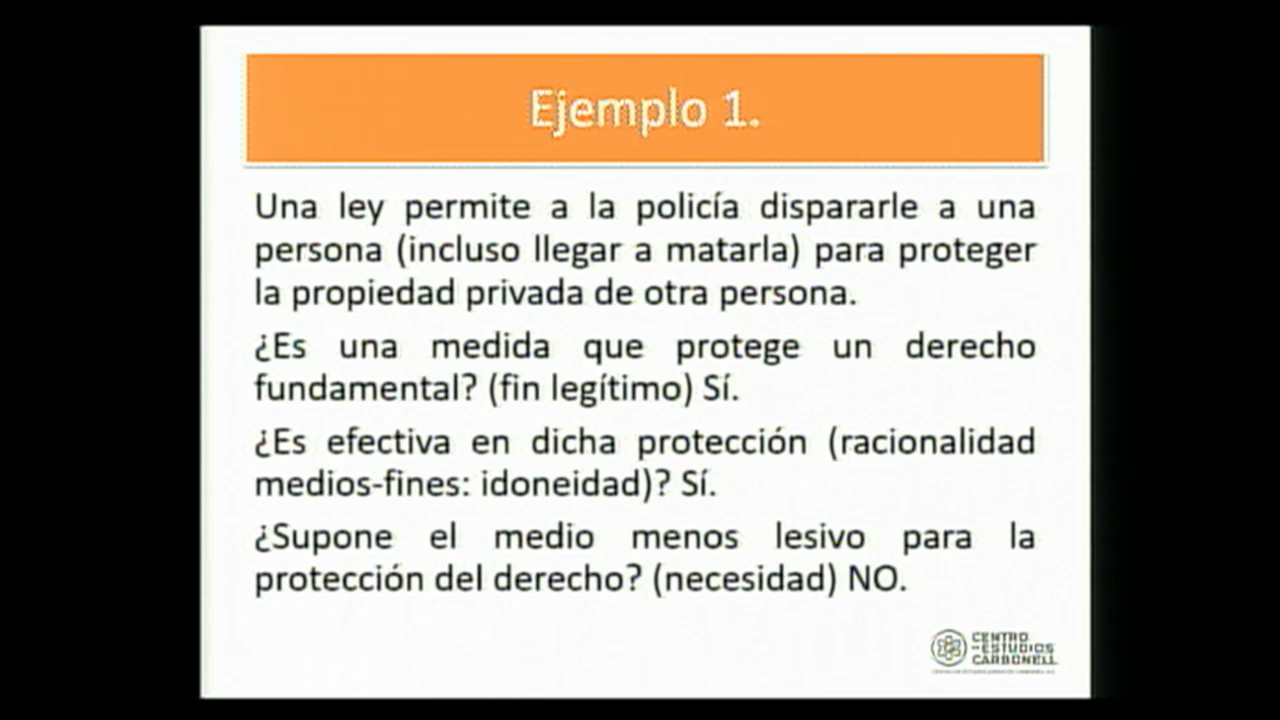 Ejemplo 1.
Una ley permite a la policía dispararle a una
persona (incluso llegar a matarla) para proteger
la propiedad privada de otra persona.
¿Es una medida que protege un derecho
fundamental? (fin legítimo) Sí.
¿Es efectiva en dicha protección (racionalidad
medios-fines: idoneidad)? Sí.
¿Supone el medio menos lesivo para la
protección del derecho? (necesidad) NO.
CENTRO
ESTUDIOS
CARBONELL